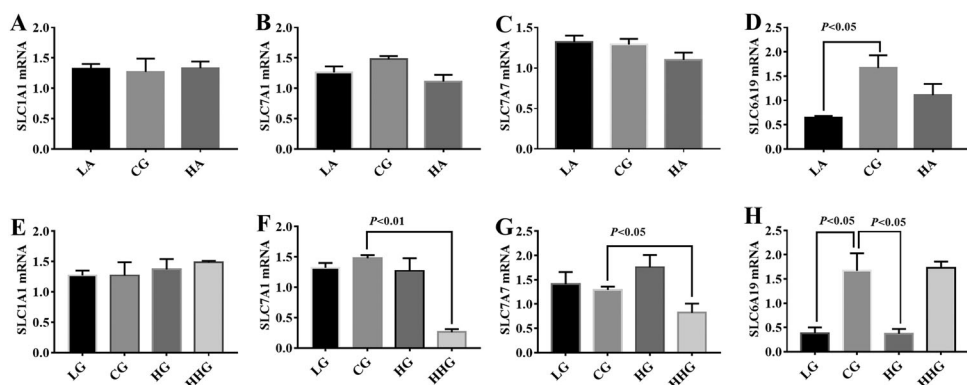 A
SLC1A1 mRNA
2.0
1.5
1.0
1.5
0.0
LA
CG
HA
B
SLC7A1 mRNA
2.0
1.5
1.0
1.5
0.0
LA
CG
HA
C
SLC7A7 mRNA
1.5
1.0
1.5
0.0
LA
CG
HA
D
SLC6A19 mRNA
2.5
2.0
1.5
1.0
0.5
0.0
P<0.05
LA
CG
HA
E
SLC1A1 mRNA
2.0
1.5
1.0
1.5
0.0
LG
CG
HG
HHG
F
SLC7A1 mRNA
2.0
1.5
1.0
0.5
0.0
P<0.01
LG
CG
HG
HHG
G
SLC7A7 mRNA
2.5
2.0
1.5
1.0
0.5
0.0
P<0.05
LG
CG
HG
HHG
H
SLC6A19 mRNA
2.5
2.0
1.5
1.0
0.5
0.0
P<0.05
P<0.05
LG
CG
HG
HHG